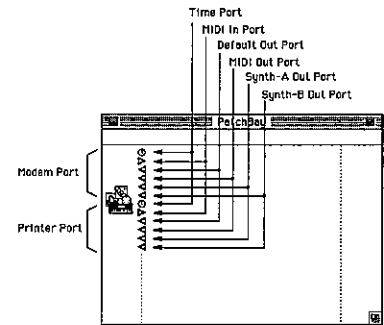 Time Port
MIDI In Port
Default Out Port
MIDI Out Port
Synth-A Out Port
Synth-B Out Port
PatchBay
Modem Port
Printer Port